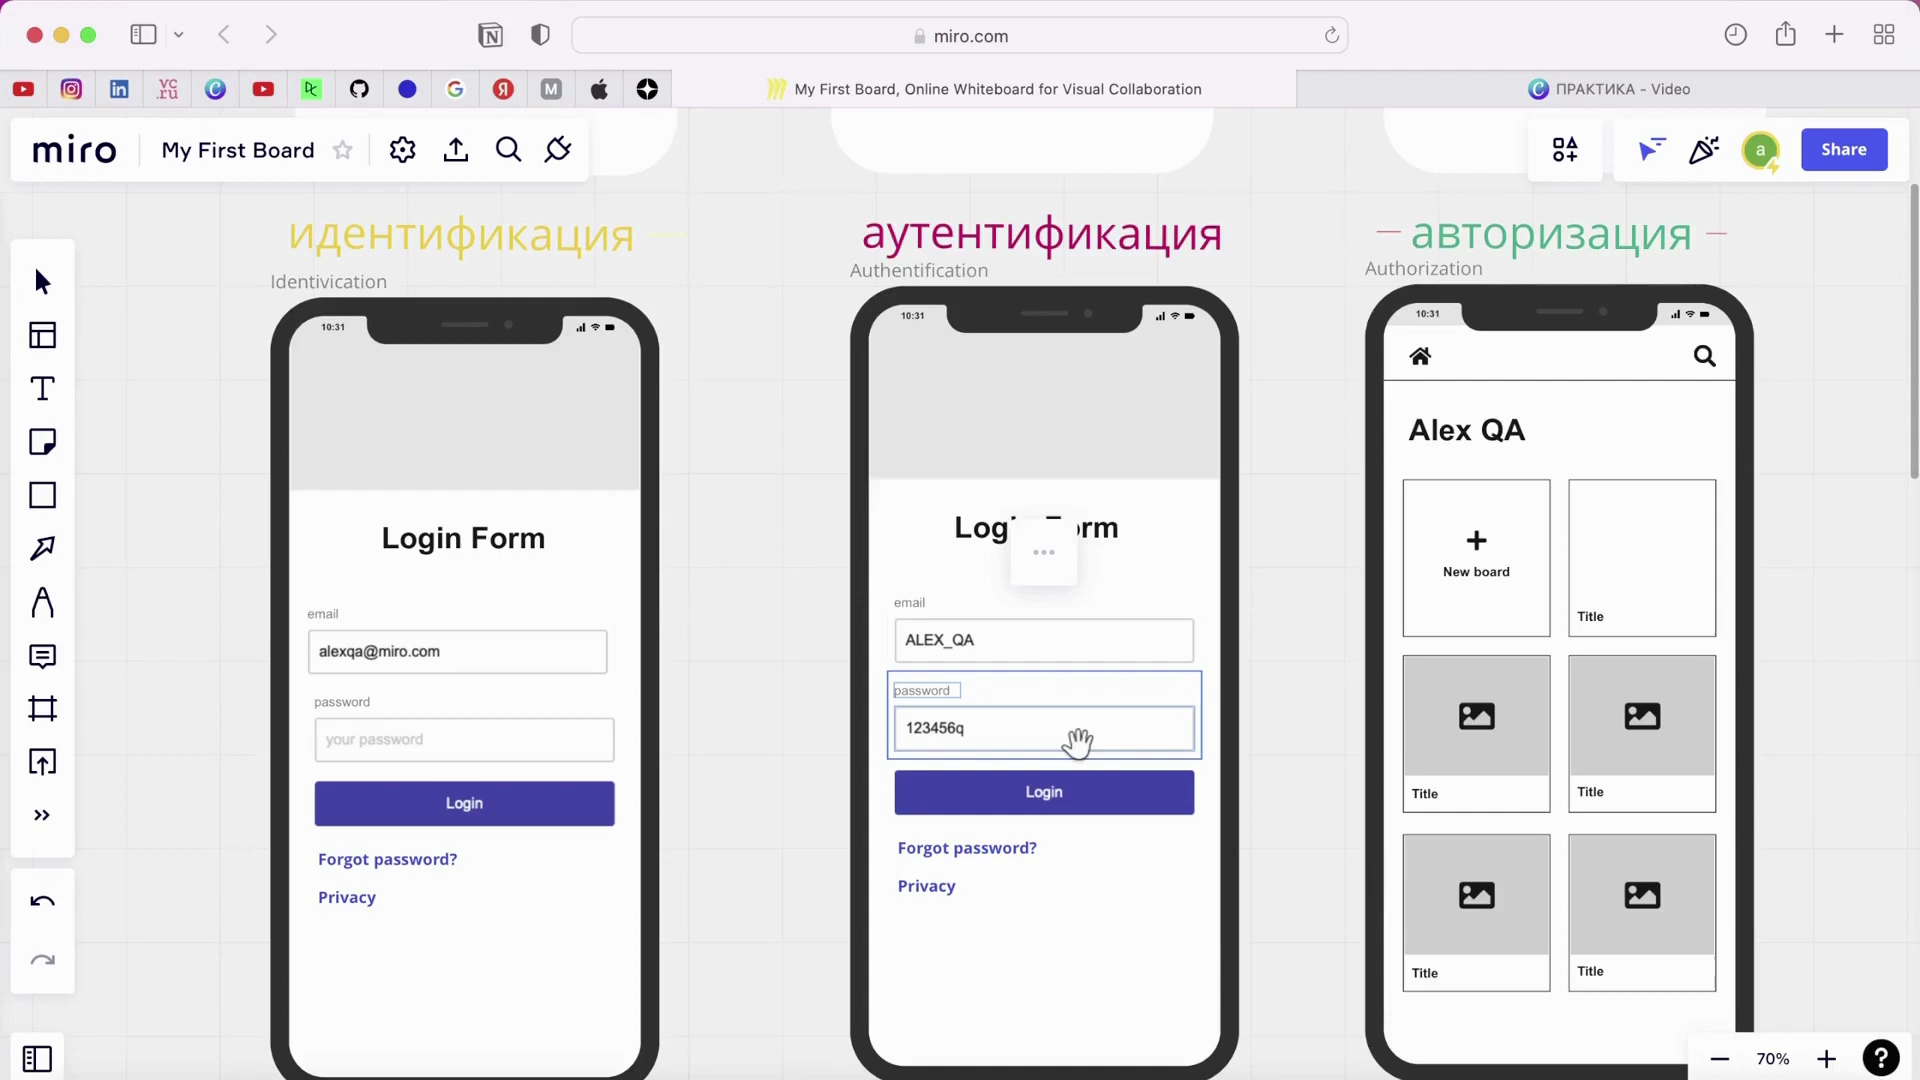 miro.com
vc.ru
DC
Я
M
My First Board, Online Whiteboard for Visual Collaboration
ПРАКТИКА - Video
miro
My First Board
a
Share
идентификация
аутентификация
авторизация
Identivication
Authentification
Authorization
10:31
Login Form
email
alexqa@miro.com
password
your password
Login
Forgot password?
Privacy
10:31
email
ALEX_QA
password
123456q
Login
Forgot password?
Privacy
10:31
Alex QA
New board
Title
Title
Title
Title
Title
70%